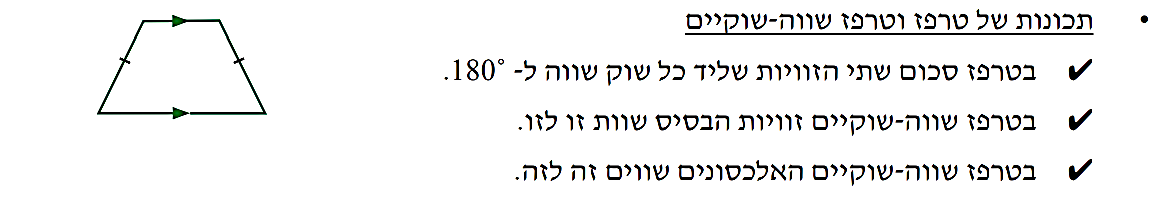 • תכונות של טרפז וטרפז שווה-שוקיים
✔ בטרפז סכום שתי הזוויות שליד כל שוק שווה ל- 180°.
✔ בטרפז שווה-שוקיים זוויות הבסיס שוות זו לזו.
✔ בטרפז שווה-שוקיים האלכסונים שווים זה לזה.